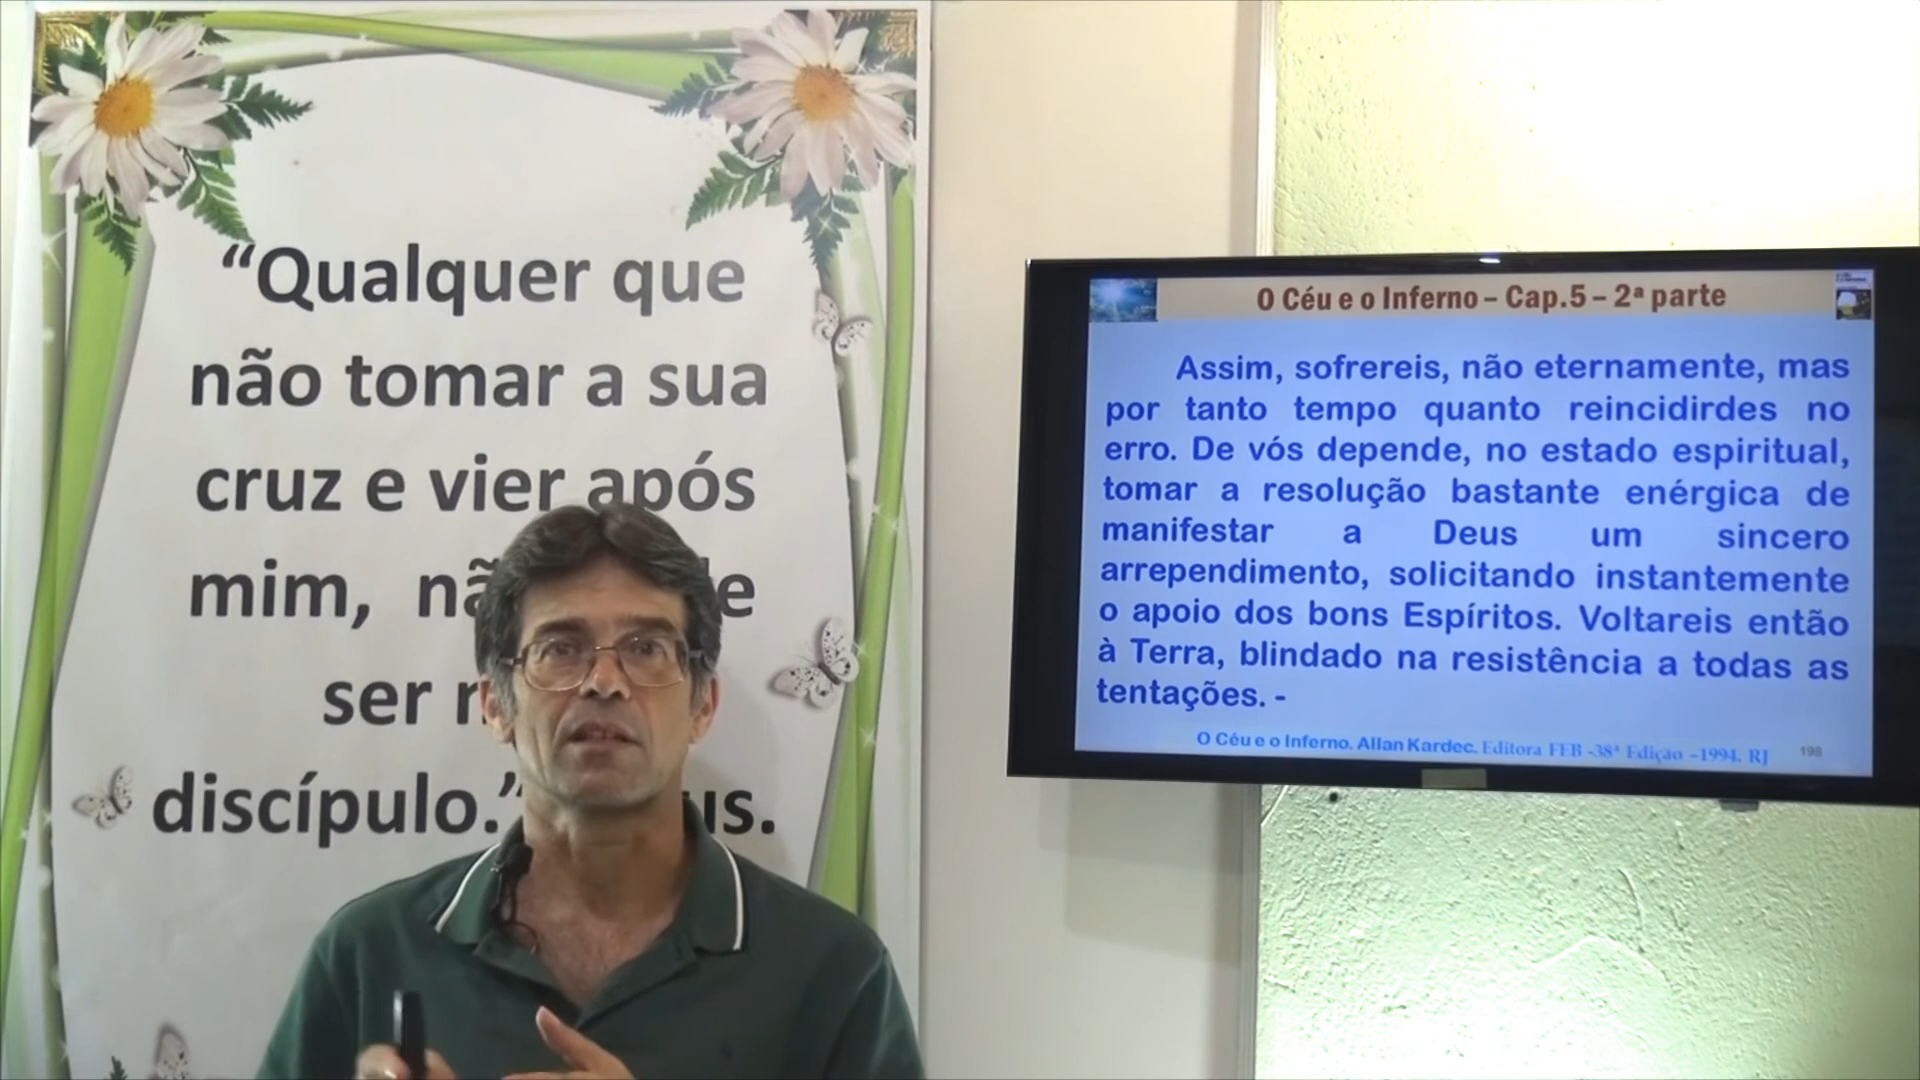 “Qualquer que
não tomar a sua
cruz e vier após
mim,
ser
discípulo.”
O Céu e o Inferno – Cap.5 – 2ª parte
Assim, sofrereis, não eternamente, mas
por tanto tempo quanto reincidirdes no
erro. De vós depende, no estado espiritual,
tomar a resolução bastante enérgica de
manifestar a Deus um sincero
arrependimento, solicitando instantemente
o apoio dos bons Espíritos. Voltareis então
à Terra, blindado na resistência a todas as
tentações. -
O Céu e o Inferno. Allan Kardec. Editora FEB -38ª Edição –1994. RJ
198